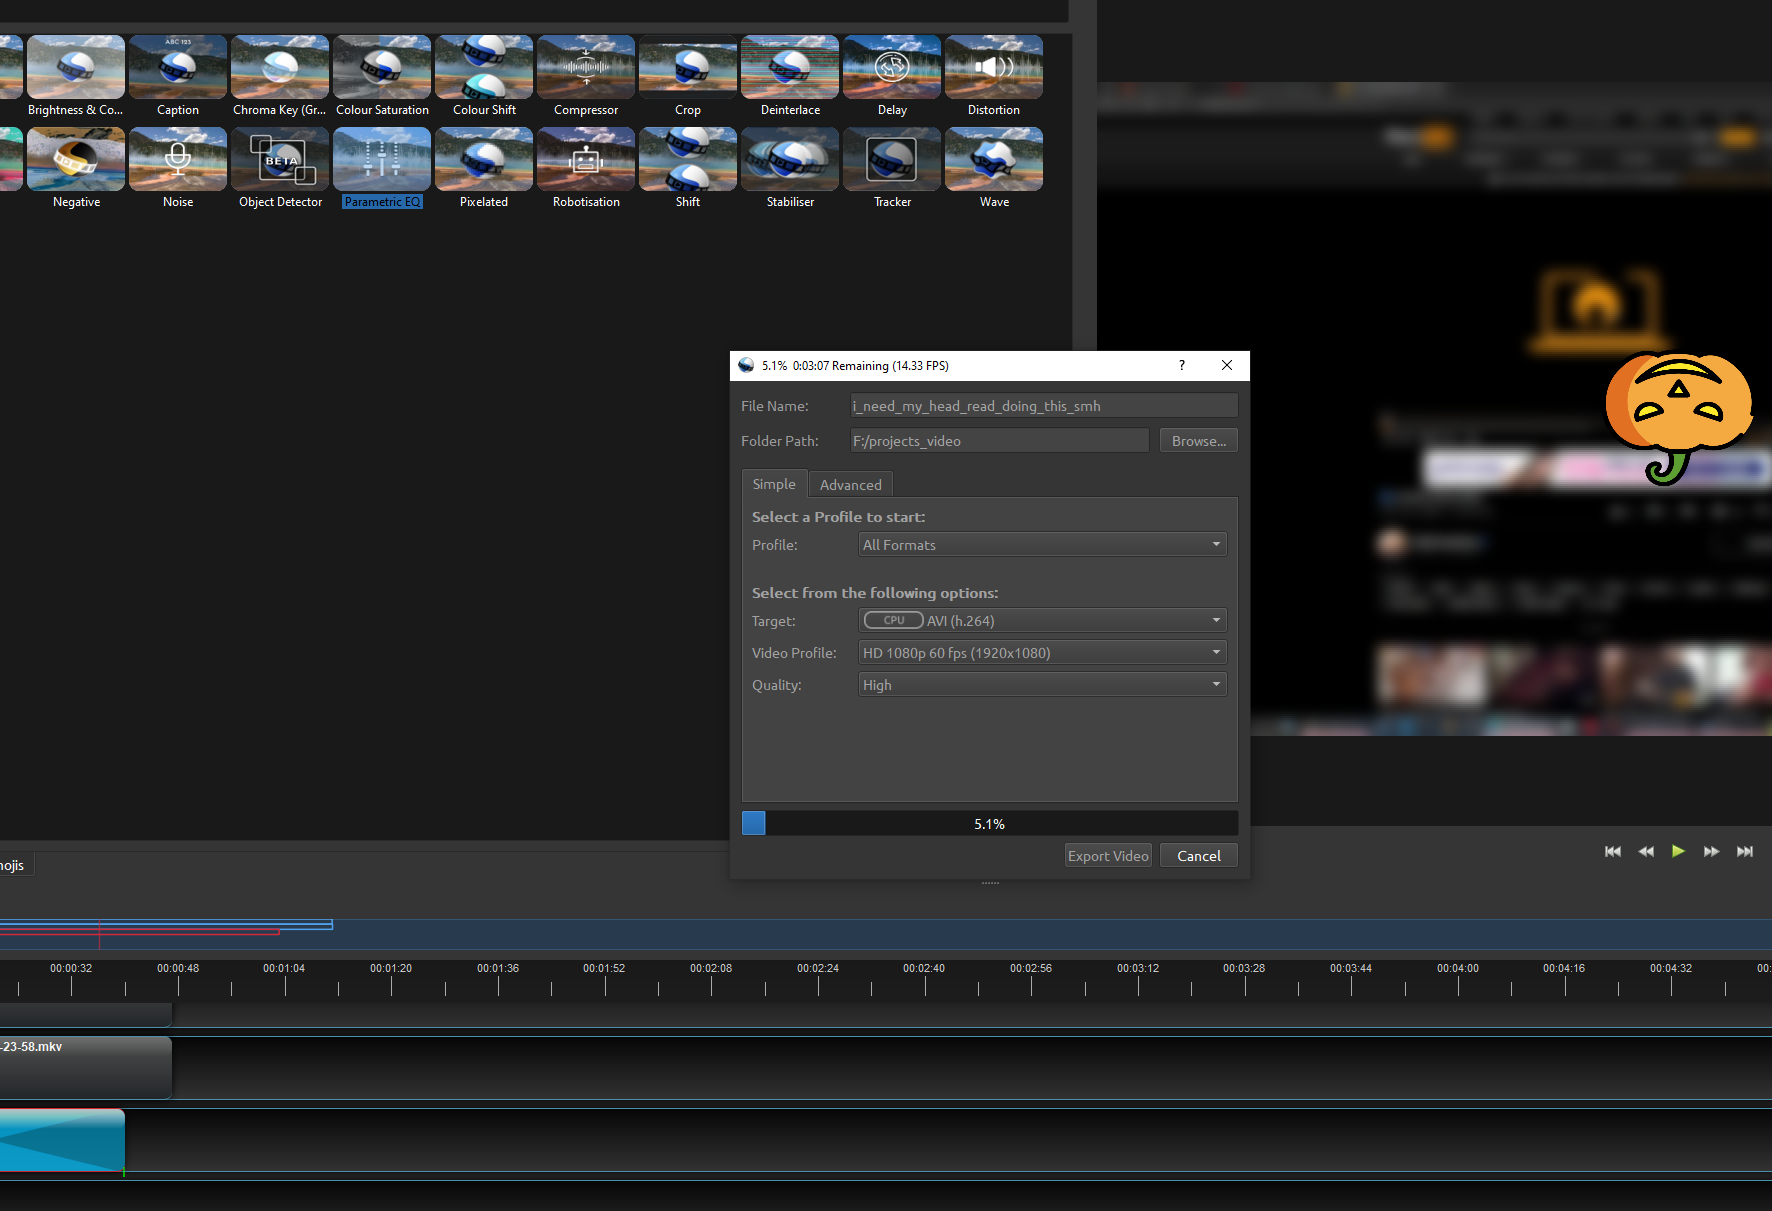 Brightness & Co...
Caption
Chroma Key (Gr...
Colour Saturation
Colour Shift
Compressor
Crop
Deinterlace
Delay
Distortion
ABC 123
BETA
Negative
Noise
Object Detector
Parametric EQ
Pixelated
Robotisation
Shift
Stabiliser
Tracker
Wave
5.1% 0:03:07 Remaining (14.33 FPS)
?
File Name:
i_need_my_head_read_doing_this_smh
Folder Path:
F:/projects_video
Browse...
Simple
Advanced
Select a Profile to start:
Profile:
All Formats
Select from the following options:
Target:
CPU
AVI (h.264)
Video Profile:
HD 1080p 60 fps (1920x1080)
Quality:
High
5.1%
Export Video
Cancel
ojis
00:00:32
00:00:48
00:01:04
00:01:20
00:01:36
00:01:52
00:02:08
00:02:24
00:02:40
00:02:56
00:03:12
00:03:28
00:03:44
00:04:00
00:04:16
00:04:32
00:
-23-58.mkv